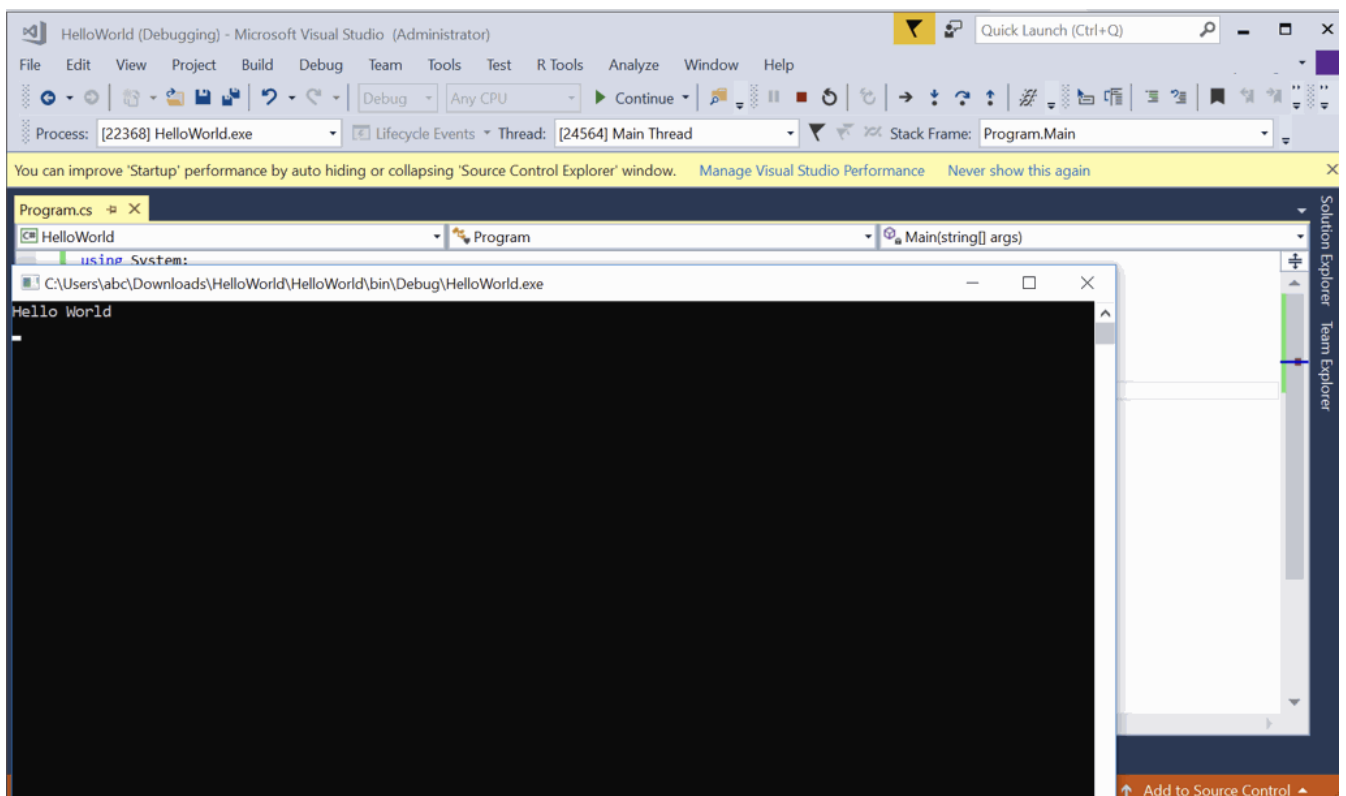 HelloWorld (Debugging) - Microsoft Visual Studio (Administrator)
Quick Launch (Ctrl+Q)
File Edit View Project Build Debug Team Tools Test R Tools Analyze Window Help
Debug Any CPU Continue
Process: [22368] HelloWorld.exe Lifecycle Events Thread: [24564] Main Thread Stack Frame: Program.Main
You can improve 'Startup' performance by auto hiding or collapsing 'Source Control Explorer' window. Manage Visual Studio Performance Never show this again
Program.cs
HelloWorld Program Main(string[] args)
using System;
C:\Users\abc\Downloads\HelloWorld\HelloWorld\bin\Debug\HelloWorld.exe
Hello World
Solution Explorer
Team Explorer
Add to Source Control